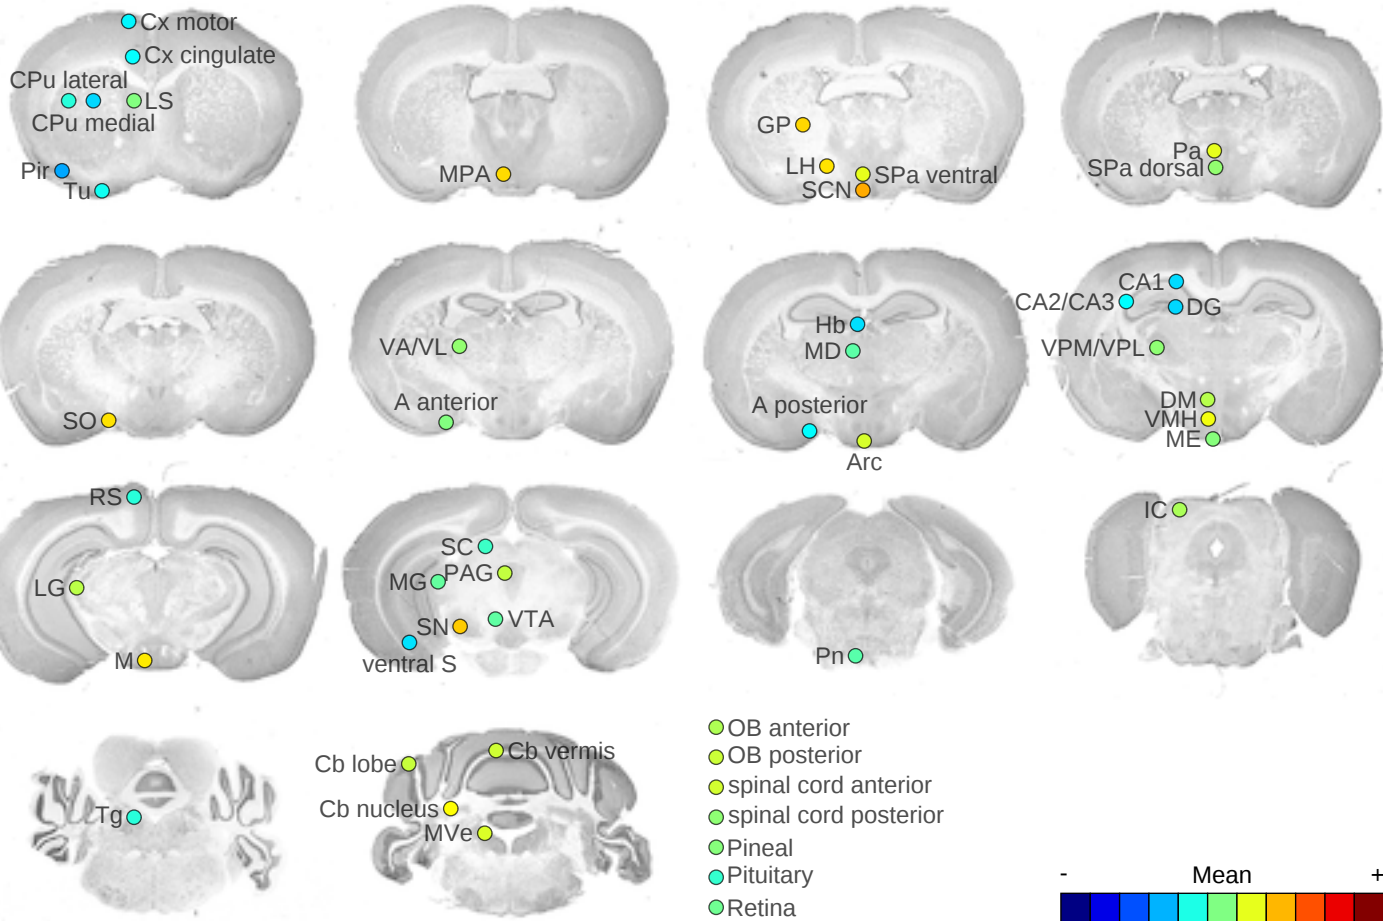 Cx motor
Cx cingulate
CPu lateral
LS
CPu medial
Pir
Tu
MPA
GP
LH
SPa ventral
SCN
Pa
SPa dorsal
SO
VA/VL
A anterior
Hb
MD
A posterior
Arc
CA1
CA2/CA3
DG
VPM/VPL
DM
VMH
ME
RS
LG
M
SC
MG
PAG
SN
VTA
ventral S
Pn
IC
Tg
Cb lobe
Cb vermis
Cb nucleus
MVe
OB anterior
OB posterior
spinal cord anterior
spinal cord posterior
Pineal
Pituitary
Retina
- Mean +